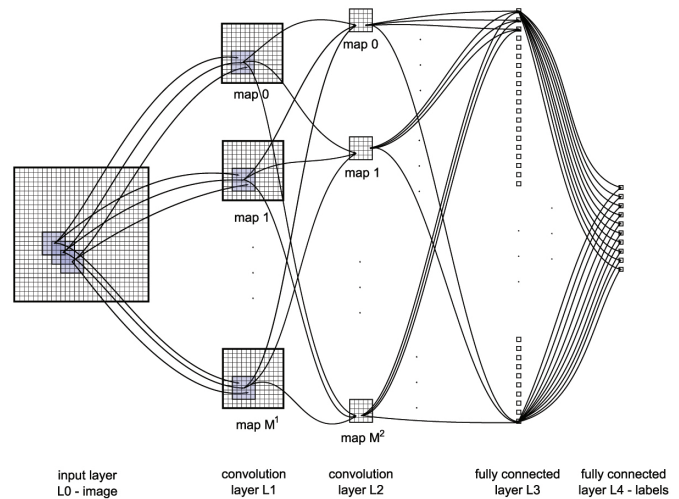 map 0
map 0
map 1
map 1
map M¹
map M²
input layer
L0 - image
convolution
layer L1
convolution
layer L2
fully connected
layer L3
fully connected
layer L4 - labels